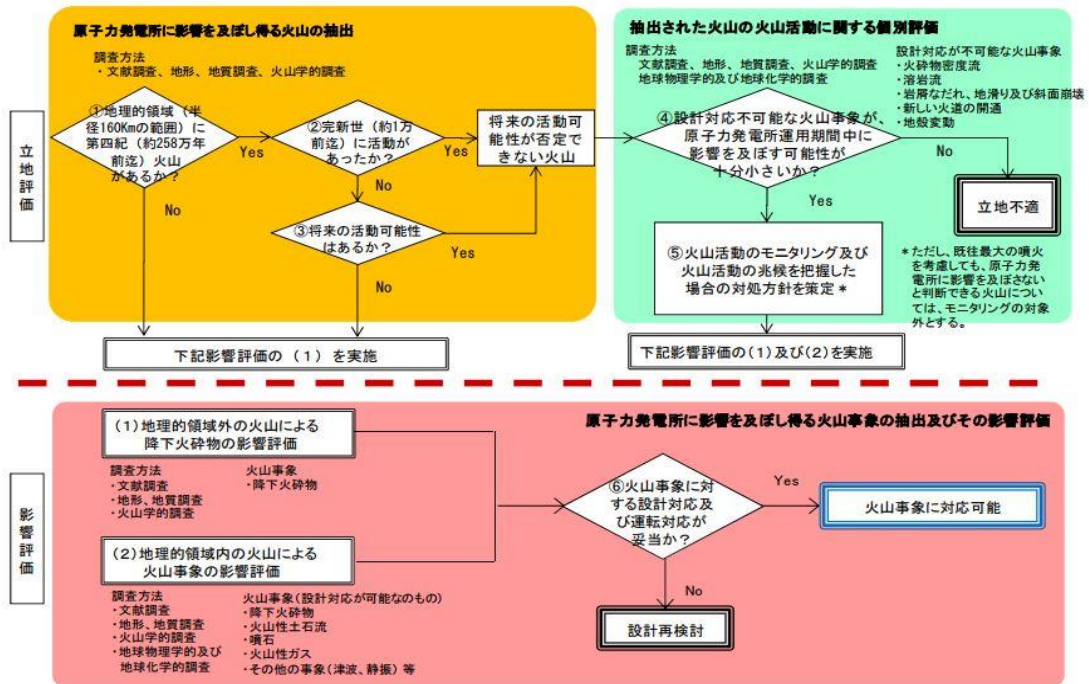 原子力発電所に影響を及ぼし得る火山の抽出
調査方法
・文献調査、地形、地質調査、火山学的調査
①地理的領域(半
径160Kmの範囲)に
第四紀(約258万年
前迄)火山
があるか?
Yes
No
②完新世(約1万年
前迄)に活動が
あったか?
Yes
No
③将来の活動可能性
はあるか?
Yes
No
将来の活動可
能性が否定で
きない火山
立地評価
下記影響評価の(1)を実施
抽出された火山の火山活動に関する個別評価
調査方法
文献調査、地形、地質調査、火山学的調査
地球物理学的及び地球化学的調査
設計対応が不可能な火山事象
・火砕物密度流
・溶岩流
・岩屑なだれ、地滑り及び斜面崩壊
・新しい火道の開通
・地殻変動
④設計対応不可能な火山事象が、
原子力発電所運用期間中に
影響を及ぼす可能性が
十分小さいか?
No
Yes
立地不適
⑤火山活動のモニタリング及び
火山活動の兆候を把握した
場合の対処方針を策定*
*ただし、既往最大の噴火
を考慮しても、原子力発
電所に影響を及ぼさない
と判断できる火山につい
ては、モニタリングの対象
外とする。
下記影響評価の(1)及び(2)を実施
原子力発電所に影響を及ぼし得る火山事象の抽出及びその影響評価
影響評価
(1)地理的領域外の火山による
降下火砕物の影響評価
調査方法
・文献調査
・地形、地質調査
・火山学的調査
火山事象
・降下火砕物
(2)地理的領域内の火山による
火山事象の影響評価
調査方法
・文献調査
・地形、地質調査
・火山学的調査
・地球物理学的及び
地球化学的調査
火山事象(設計対応が可能なのもの)
・降下火砕物
・火山性土石流
・噴石
・火山性ガス
・その他の事象(津波、静振)等
⑥火山事象に対
する設計対応及
び運転対応が
妥当か?
Yes
No
火山事象に対応可能
設計再検討